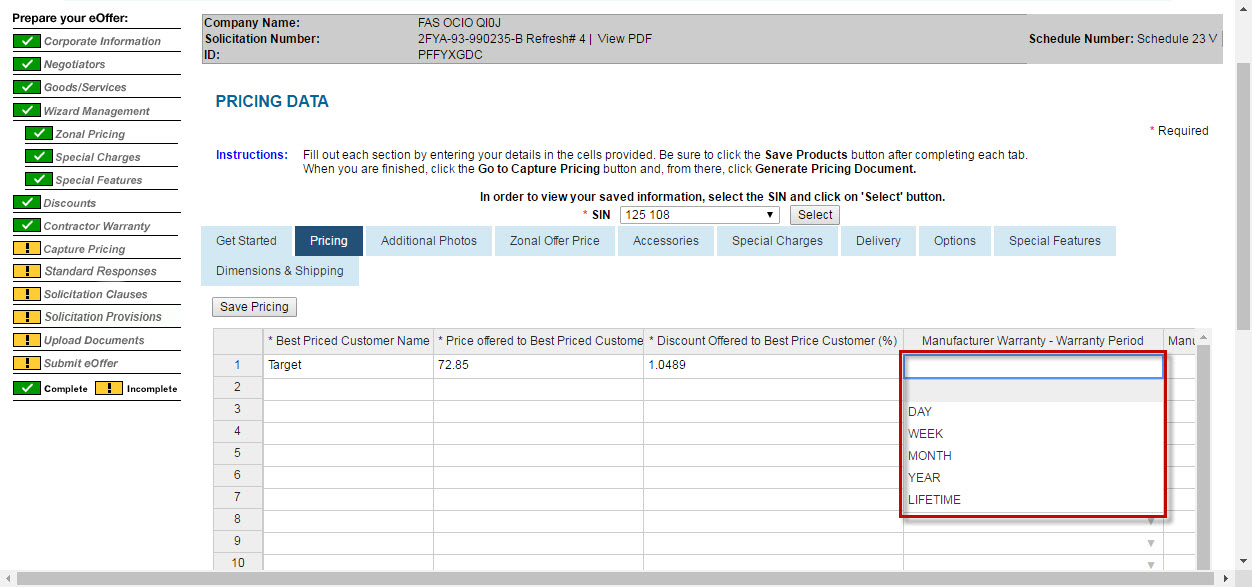 Prepare your eOffer:
Corporate Information
Negotiators
Goods/Services
Wizard Management
Zonal Pricing
Special Charges
Special Features
Discounts
Contractor Warranty
Capture Pricing
Standard Responses
Solicitation Clauses
Solicitation Provisions
Upload Documents
Submit eOffer
Complete Incomplete
Company Name: FAS OCIO QI0J
Solicitation Number: 2FYA-93-990235-B Refresh# 4 | View PDF Schedule Number: Schedule 23 V
ID: PFFYXGDC
PRICING DATA
* Required
Instructions: Fill out each section by entering your details in the cells provided. Be sure to click the Save Products button after completing each tab.
When you are finished, click the Go to Capture Pricing button and, from there, click Generate Pricing Document.
In order to view your saved information, select the SIN and click on 'Select' button.
* SIN 125 108 Select
Get Started Pricing Additional Photos Zonal Offer Price Accessories Special Charges Delivery Options Special Features
Dimensions & Shipping
Save Pricing
* Best Priced Customer Name * Price offered to Best Priced Custome * Discount Offered to Best Price Customer (%) Manufacturer Warranty - Warranty Period Manu
1 Target 72.85 1.0489
2
3 DAY
4 WEEK
5 MONTH
6 YEAR
7 LIFETIME
8
9
10